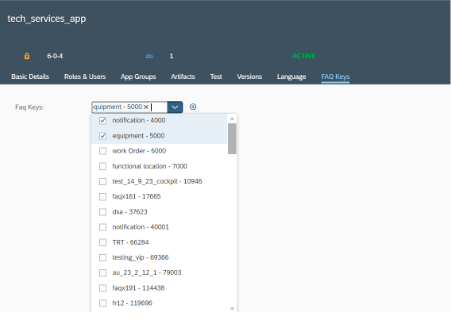 tech_services_app
6-0-4
1
ACTIVE
Basic Details Roles & Users App Groups Artifacts Test Versions Language FAQ Keys
Faq Keys:
quipment - 5000 ×
notification - 4000
equipment - 5000
work Order - 6000
functional location - 7000
test_14_9_23_cockpit - 10946
faqx161 - 17665
dsa - 37623
notification - 40001
TRT - 66284
testing_vip - 69366
au_23_2_12_1 - 79003
faqx191 - 114438
fr12 - 119696